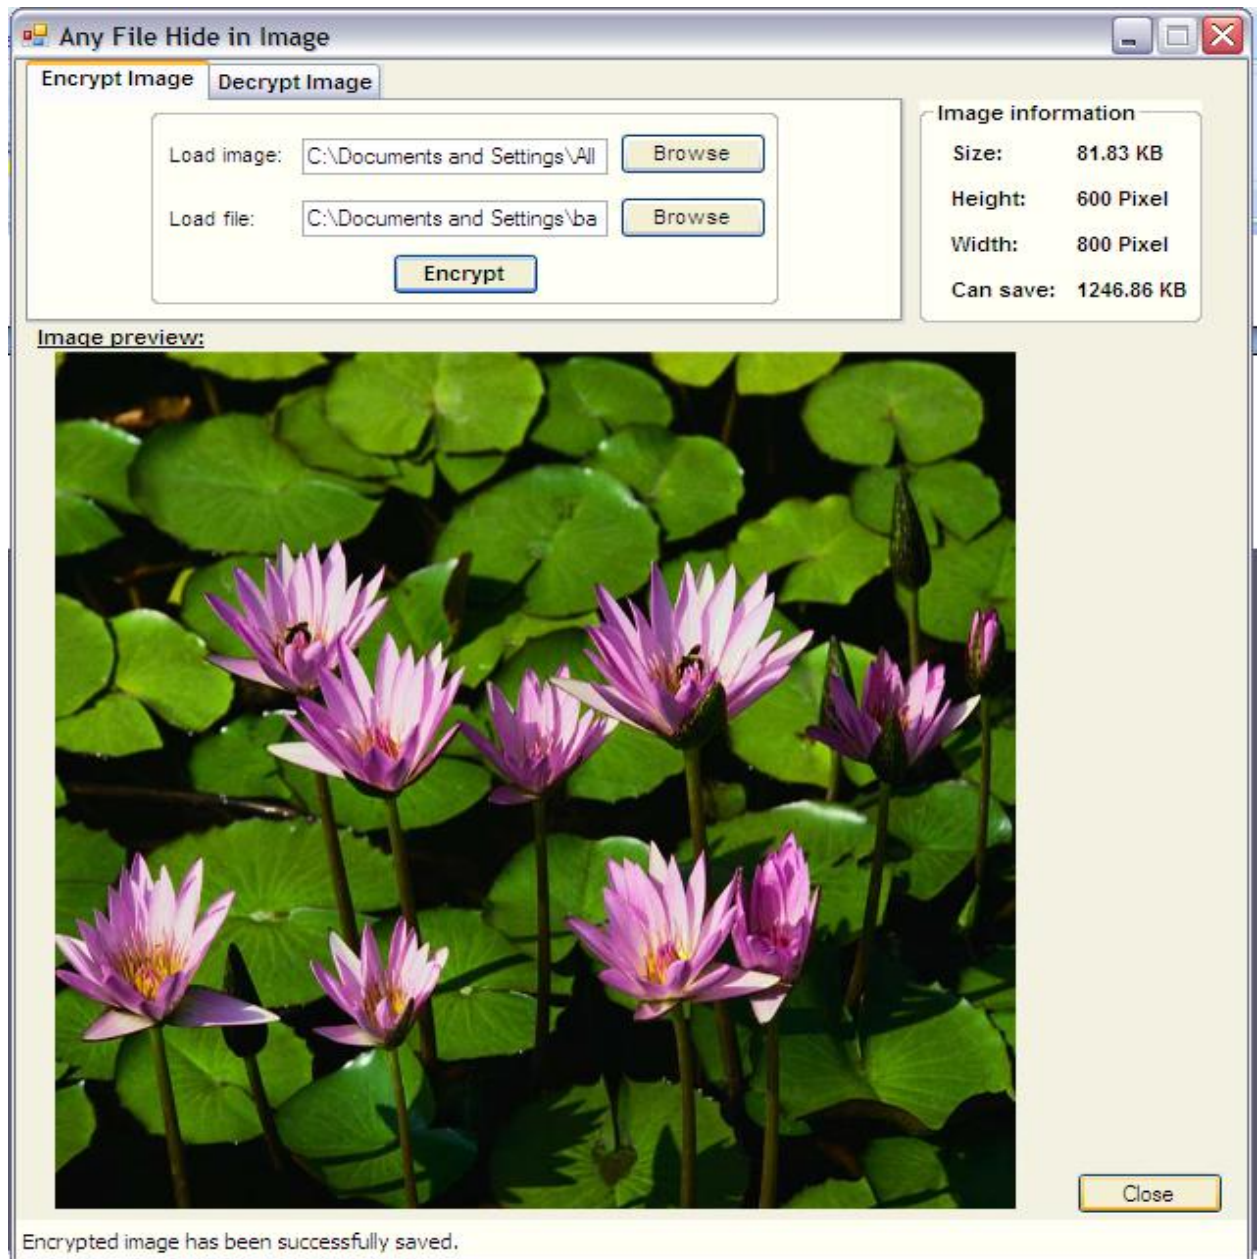 Any File Hide in Image
Encrypt Image Decrypt Image
Load image: C:\Documents and Settings\All Browse
Load file: C:\Documents and Settings\ba Browse
Encrypt
Image information
Size: 81.83 KB
Height: 600 Pixel
Width: 800 Pixel
Can save: 1246.86 KB
Image preview:
Close
Encrypted image has been successfully saved.